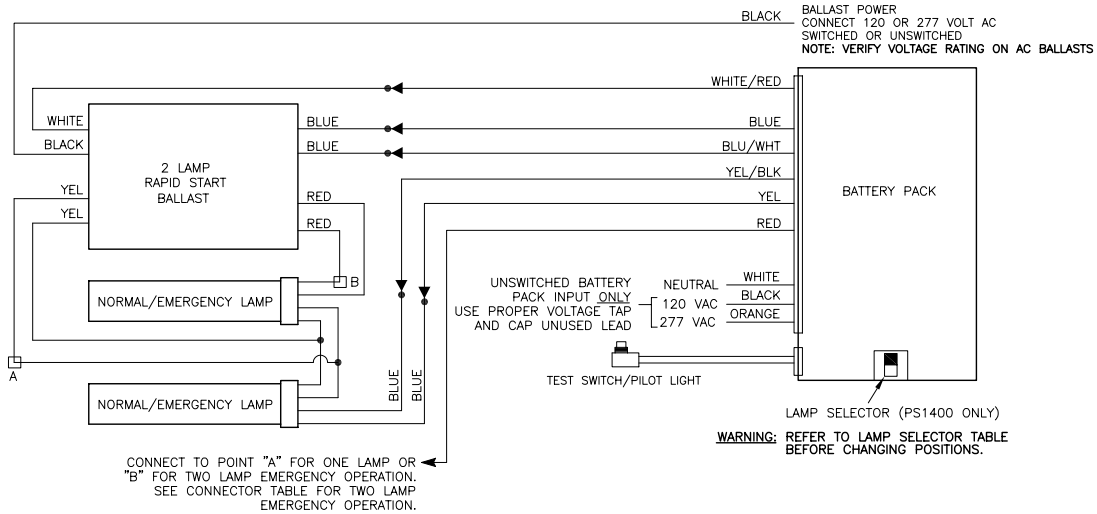 BLACK
BALLAST POWER
CONNECT 120 OR 277 VOLT AC
SWITCHED OR UNSWITCHED
NOTE: VERIFY VOLTAGE RATING ON AC BALLASTS
WHITE/RED
WHITE
BLUE
BLUE
BLACK
BLUE
BLU/WHT
2 LAMP
RAPID START
BALLAST
YEL/BLK
BATTERY PACK
YEL
RED
YEL
YEL
RED
RED
B
NORMAL/EMERGENCY LAMP
UNSWITCHED BATTERY
PACK INPUT ONLY
USE PROPER VOLTAGE TAP
AND CAP UNUSED LEAD
NEUTRAL
WHITE
120 VAC
BLACK
277 VAC
ORANGE
A
TEST SWITCH/PILOT LIGHT
BLUE
BLUE
NORMAL/EMERGENCY LAMP
LAMP SELECTOR (PS1400 ONLY)
WARNING: REFER TO LAMP SELECTOR TABLE
BEFORE CHANGING POSITIONS.
CONNECT TO POINT "A" FOR ONE LAMP OR
"B" FOR TWO LAMP EMERGENCY OPERATION.
SEE CONNECTOR TABLE FOR TWO LAMP
EMERGENCY OPERATION.